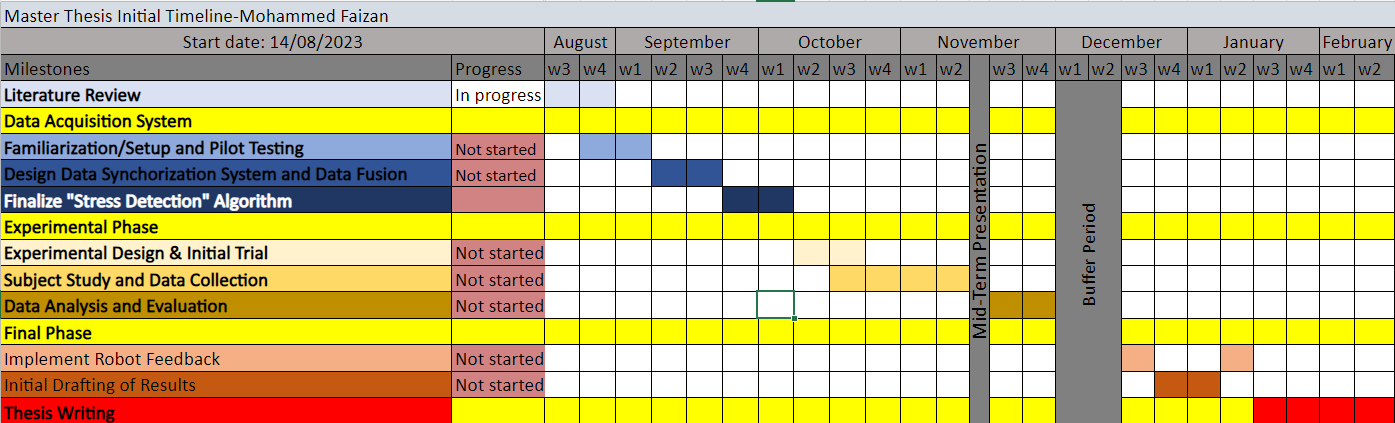 Master Thesis Initial Timeline-Mohammed Faizan
Start date: 14/08/2023 August September October November December January February
Milestones Progress w3 w4 w1 w2 w3 w4 w1 w2 w3 w4 w1 w2 w3 w4 w1 w2 w3 w4 w1 w2 w3 w4 w1 w2
Literature Review In progress
Data Acquisition System
Familiarization/Setup and Pilot Testing Not started
Design Data Synchorization System and Data Fusion Not started
Finalize "Stress Detection" Algorithm
Experimental Phase
Experimental Design & Initial Trial Not started
Subject Study and Data Collection Not started
Data Analysis and Evaluation Not started
Final Phase
Implement Robot Feedback Not started
Initial Drafting of Results Not started
Thesis Writing
Mid-Term Presentation
Buffer Period